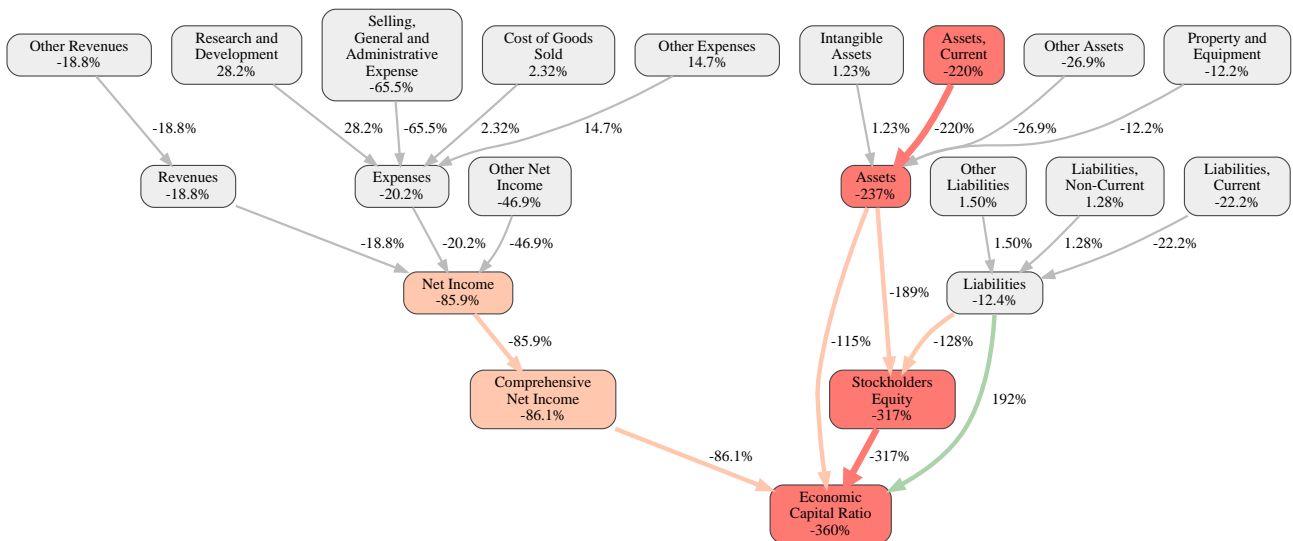 Other Revenues
-18.8%
Research and
Development
28.2%
Selling,
General and
Administrative
Expense
-65.5%
Cost of Goods
Sold
2.32%
Other Expenses
14.7%
Intangible
Assets
1.23%
Assets,
Current
-220%
Other Assets
-26.9%
Property and
Equipment
-12.2%
-18.8%
28.2%
-65.5%
2.32%
14.7%
1.23%
-220%
-26.9%
-12.2%
Revenues
-18.8%
Expenses
-20.2%
Other Net
Income
-46.9%
Assets
-237%
Other
Liabilities
1.50%
Liabilities,
Non-Current
1.28%
Liabilities,
Current
-22.2%
-18.8%
-20.2%
-46.9%
1.50%
1.28%
-22.2%
Net Income
-85.9%
Liabilities
-12.4%
-189%
-85.9%
-115%
-128%
Comprehensive
Net Income
-86.1%
Stockholders
Equity
-317%
192%
-86.1%
-317%
Economic
Capital Ratio
-360%